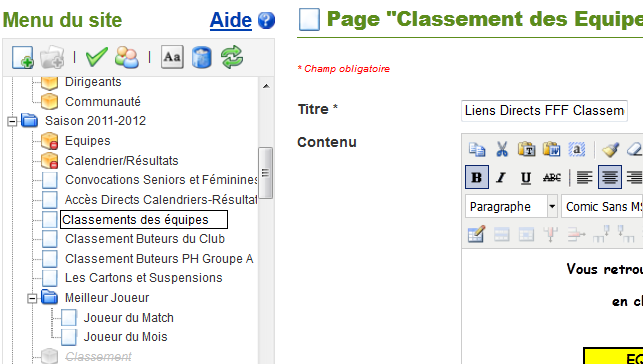 Menu du site
Aide
Aa
Dirigeants
Communauté
Saison 2011-2012
Equipes
Calendrier/Résultats
Convocations Seniors et Féminines
Accès Directs Calendriers-Résultat
Classements des équipes
Classement Buteurs du Club
Classement Buteurs PH Groupe A
Les Cartons et Suspensions
Meilleur Joueur
Joueur du Match
Joueur du Mois
Classement
Page "Classement des Equipe
* Champ obligatoire
Titre *
Liens Directs FFF Classem
Contenu
B I U ABC
Paragraphe
Comic Sans MS
Vous retrou
en cl
EQ